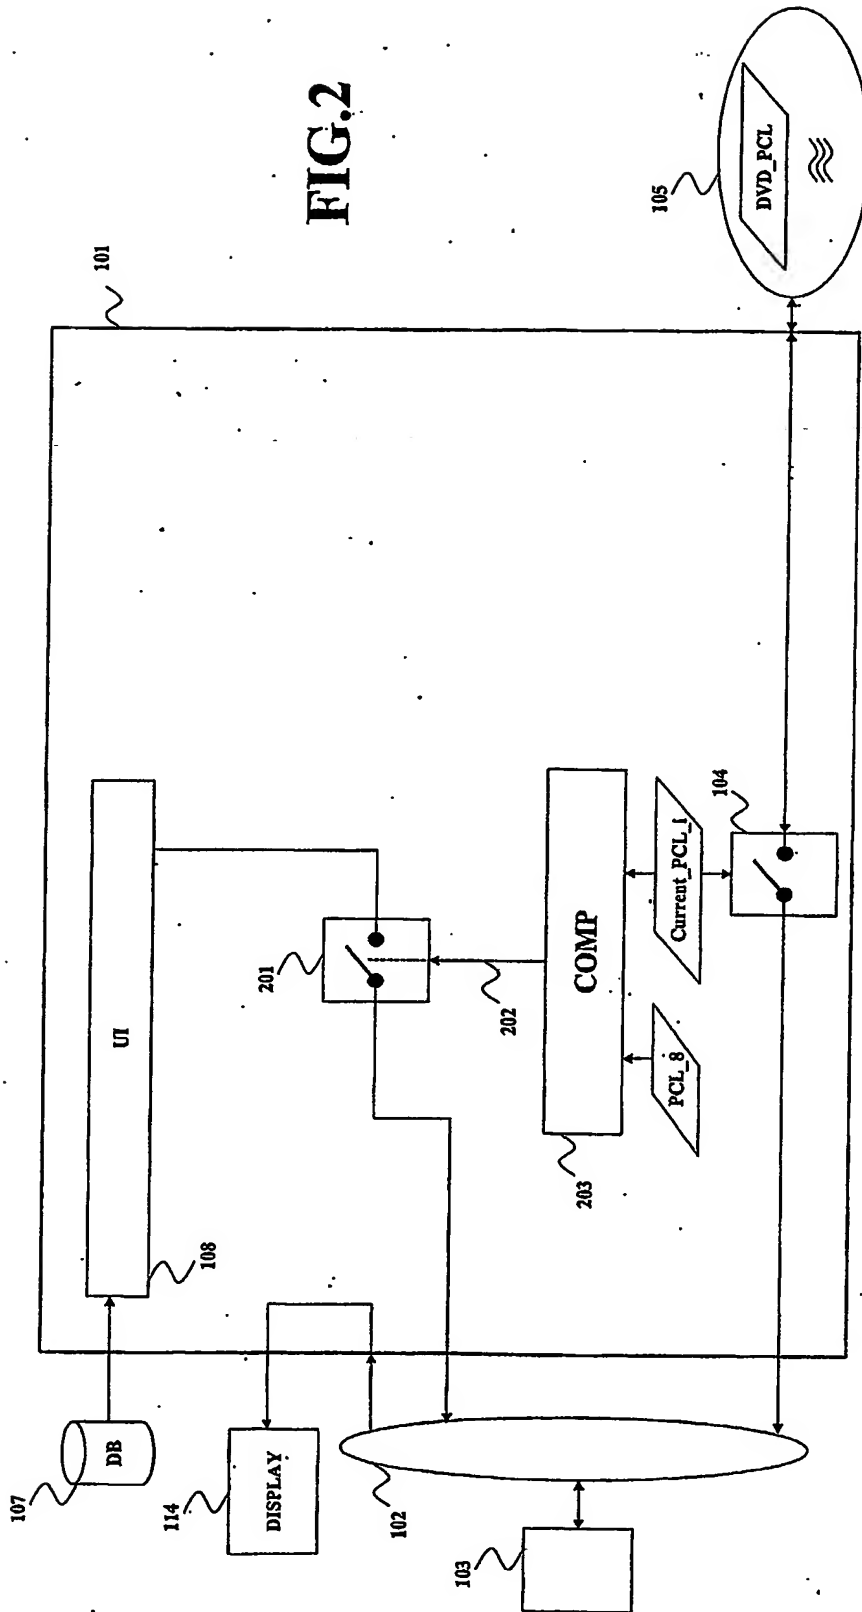 FIG.2
101
105
DVD_PCL
UI
108
DB
107
201
202
COMP
203
PCL_8
Current_PCL_1
104
DISPLAY
114
102
103